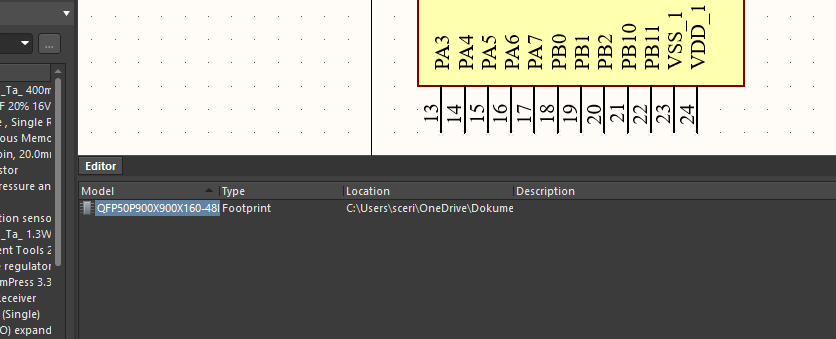 ...
_Ta_ 400m
F 20% 16V
e , Single R
ous Memo
pin, 20.0m
stor
ressure an
tion senso
_Ta_ 1.3W
ent Tools 2
e regulator
mPress 3.3
Receiver
(Single)
O) expand
PA3
PA4
PA5
PA6
PA7
PB0
PB1
PB2
PB10
PB11
VSS_1
VDD_1
13
14
15
16
17
18
19
20
21
22
23
24
Editor
Model Type Location Description
QFP50P900X900X160-48 Footprint C:\Users\sceri\OneDrive\Dokume